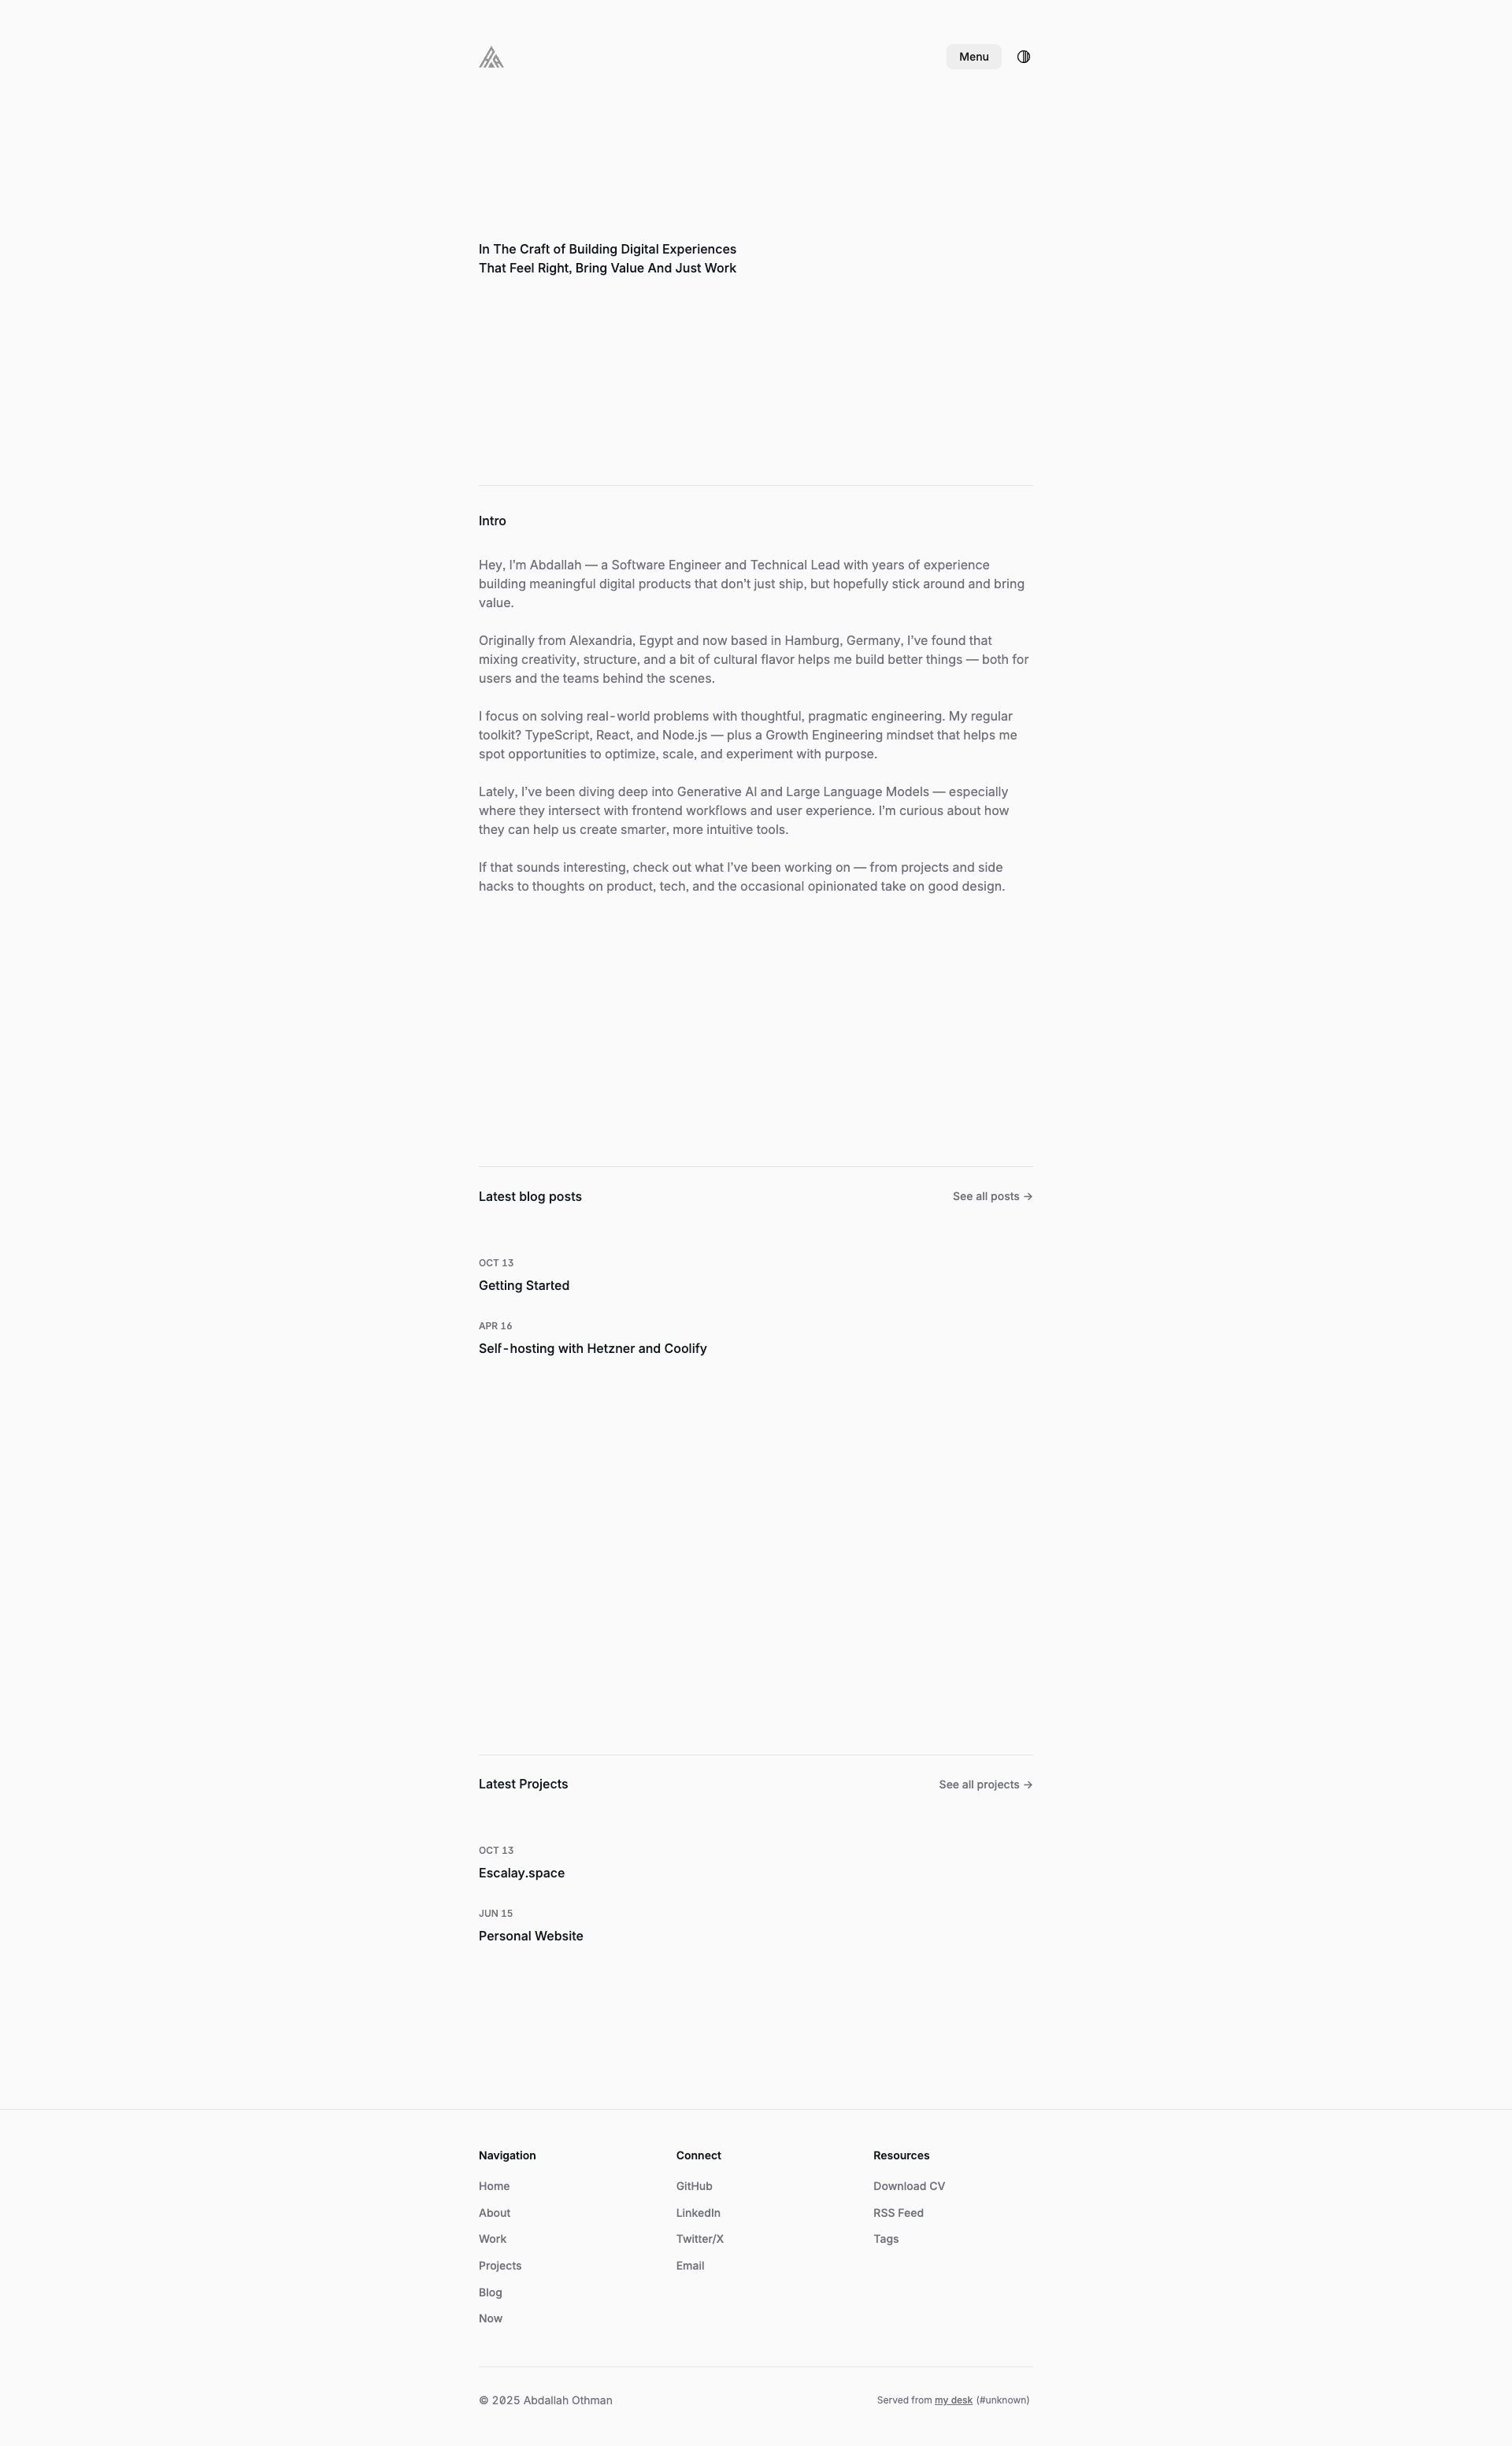 Menu
In The Craft of Building Digital Experiences
That Feel Right, Bring Value And Just Work
Intro
Hey, I’m Abdallah — a Software Engineer and Technical Lead with years of experience
building meaningful digital products that don’t just ship, but hopefully stick around and bring
value.
Originally from Alexandria, Egypt and now based in Hamburg, Germany, I’ve found that
mixing creativity, structure, and a bit of cultural flavor helps me build better things — both for
users and the teams behind the scenes.
I focus on solving real-world problems with thoughtful, pragmatic engineering. My regular
toolkit? TypeScript, React, and Node.js — plus a Growth Engineering mindset that helps me
spot opportunities to optimize, scale, and experiment with purpose.
Lately, I’ve been diving deep into Generative AI and Large Language Models — especially
where they intersect with frontend workflows and user experience. I’m curious about how
they can help us create smarter, more intuitive tools.
If that sounds interesting, check out what I’ve been working on — from projects and side
hacks to thoughts on product, tech, and the occasional opinionated take on good design.
Latest blog posts
See all posts →
OCT 13
Getting Started
APR 16
Self-hosting with Hetzner and Coolify
Latest Projects
See all projects →
OCT 13
Escalay.space
JUN 15
Personal Website
Navigation
Home
About
Work
Projects
Blog
Now
Connect
GitHub
LinkedIn
Twitter/X
Email
Resources
Download CV
RSS Feed
Tags
© 2025 Abdallah Othman
Served from my desk (#unknown)